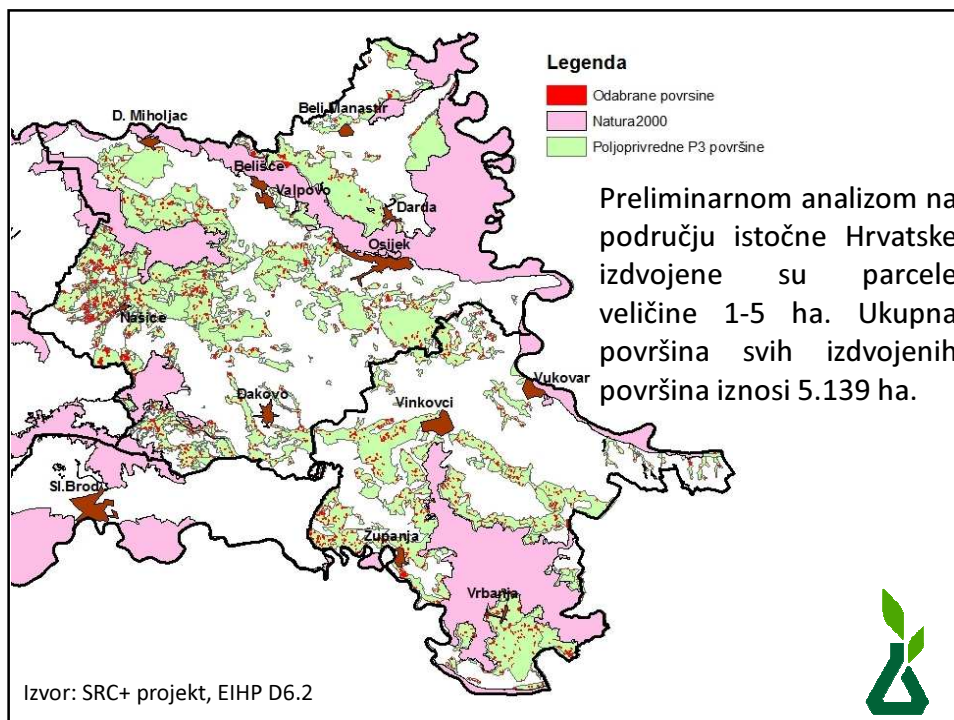 Legenda
Odabrane povrsine
Natura2000
Poljoprivredne P3 površine
D. Miholjac
Beli Manastir
Belišće
Valpovo
Darda
Osijek
Našice
Đakovo
Vinkovci
Vukovar
Sl.Brod
Županja
Vrbanja
Preliminarnom analizom na
području istočne Hrvatske
izdvojene su parcele
veličine 1-5 ha. Ukupna
površina svih izdvojenih
površina iznosi 5.139 ha.
Izvor: SRC+ projekt, EIHP D6.2